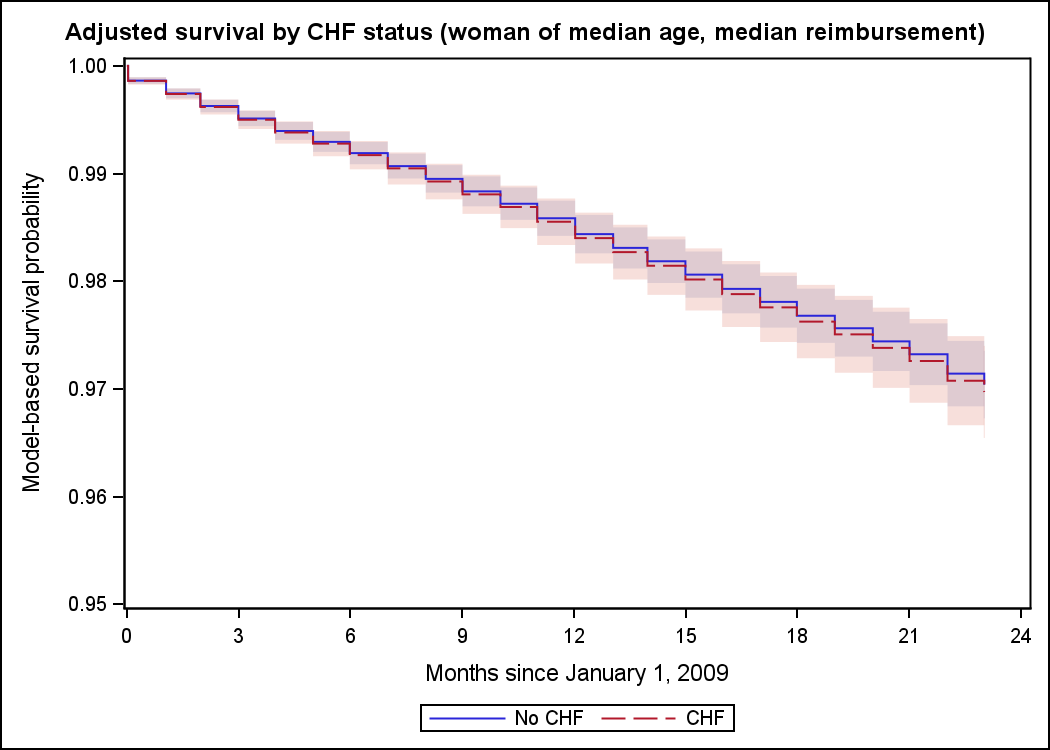 Adjusted survival by CHF status (woman of median age, median reimbursement)
1.00
0.99
0.98
0.97
0.96
0.95
Model-based survival probability
0 3 6 9 12 15 18 21 24
Months since January 1, 2009
No CHF CHF